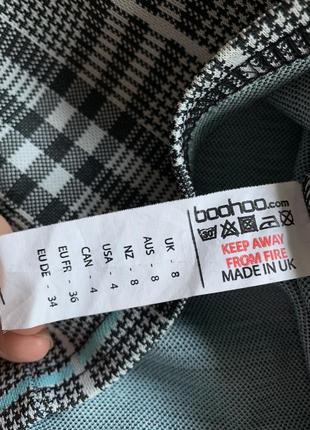 boohoo.com
KEEP AWAY
FROM FIRE
MADE IN UK
UK - 8
AUS - 8
NZ - 8
USA - 4
CAN - 4
EU FR - 36
EU DE - 34